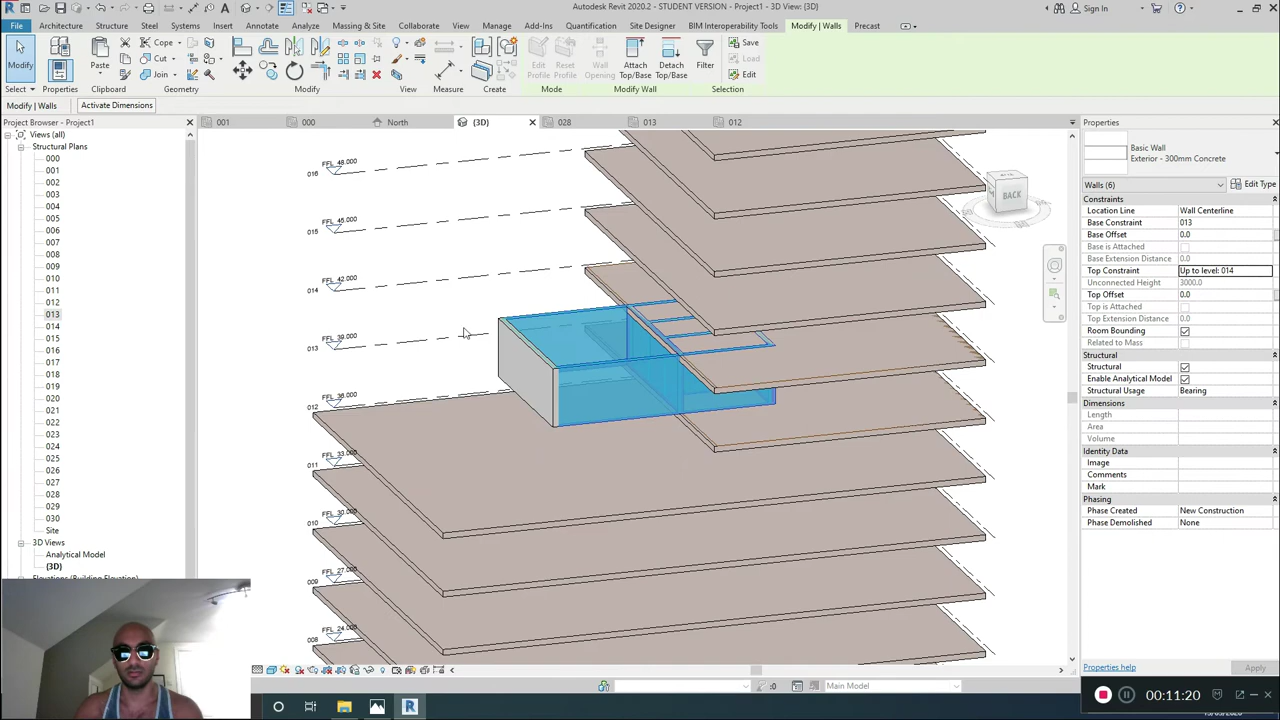 Autodesk Revit 2020.2 - STUDENT VERSION - Project1 - 3D View: {3D}
Sign In
File
Architecture
Structure
Steel
Systems
Insert
Annotate
Analyze
Massing & Site
Collaborate
View
Manage
Add-Ins
Quantification
Site Designer
BIM Interoperability Tools
Modify | Walls
Precast
Modify
Paste
Cope
Cut
Join
Edit Profile
Reset Profile
Wall Opening
Attach Top/Base
Detach Top/Base
Filter
Save
Load
Edit
Select
Properties
Clipboard
Geometry
Modify
View
Measure
Create
Mode
Modify Wall
Selection
Modify | Walls
Activate Dimensions
Project Browser - Project1
001
000
North
{3D}
028
013
012
Properties
Views (all)
Structural Plans
000
001
002
003
004
005
006
007
008
009
010
011
012
013
014
015
016
017
018
019
020
021
022
023
024
025
026
027
028
029
030
Site
3D Views
Analytical Model
{3D}
Elevations (Building Elevation)
FFL 48.000
016
FFL 45.000
015
FFL 42.000
014
FFL 39.000
013
FFL 36.000
012
FFL 33.000
011
FFL 30.000
010
FFL 27.000
009
FFL 24.000
008
BACK
Basic Wall
Exterior - 300mm Concrete
Walls (6)
Edit Type
Constraints
Location Line Wall Centerline
Base Constraint 013
Base Offset 0.0
Base is Attached
Base Extension Distance 0.0
Top Constraint Up to level: 014
Unconnected Height 3000.0
Top Offset 0.0
Top is Attached
Top Extension Distance 0.0
Room Bounding
Related to Mass
Structural
Structural
Enable Analytical Model
Structural Usage Bearing
Dimensions
Length
Area
Volume
Identity Data
Image
Comments
Mark
Phasing
Phase Created New Construction
Phase Demolished None
Properties help
Apply
:0
Main Model
00:11:20